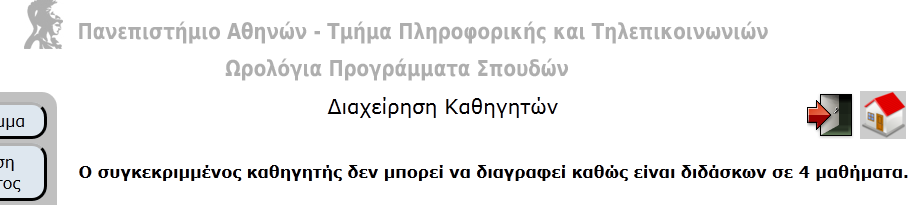 Πανεπιστήμιο Αθηνών - Τμήμα Πληροφορικής και Τηλεπικοινωνιών
Ωρολόγια Προγράμματα Σπουδών
Διαχείρηση Καθηγητών
Ο συγκεκριμμένος καθηγητής δεν μπορεί να διαγραφεί καθώς είναι διδάσκων σε 4 μαθήματα.